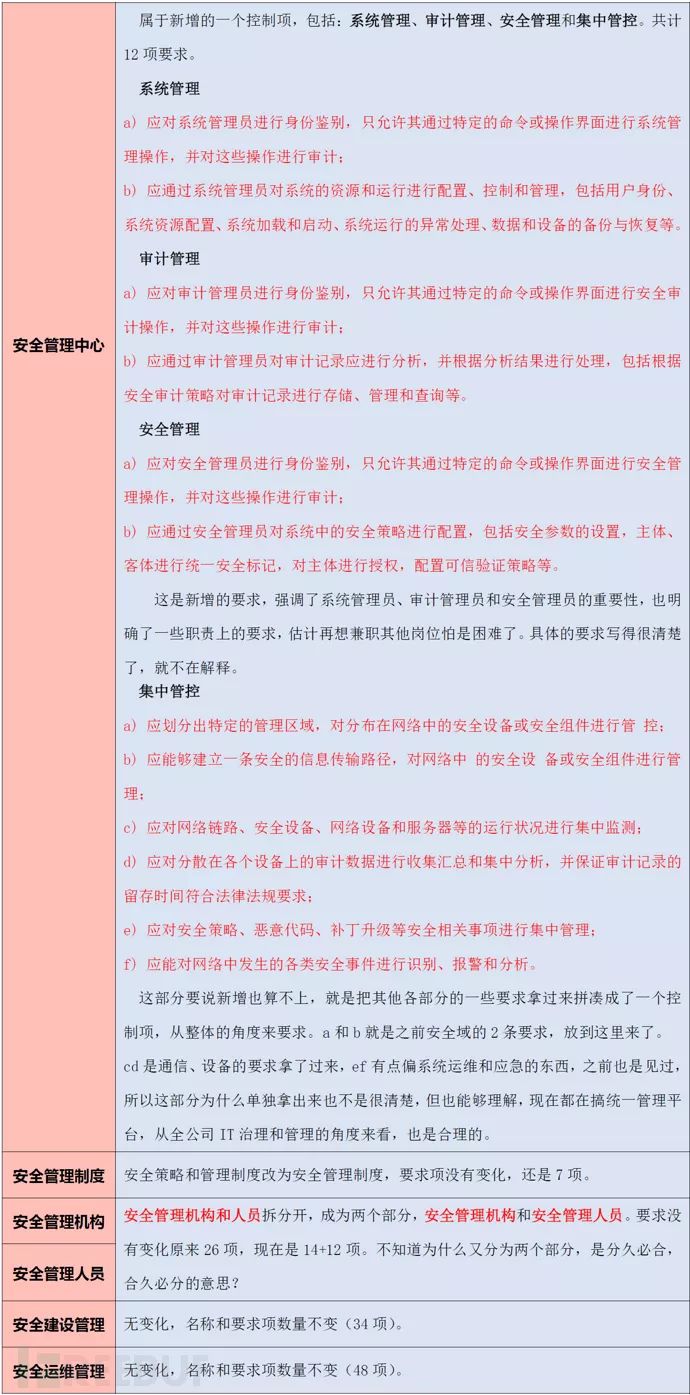 属于新增的一个控制项，包括：系统管理、审计管理、安全管理和集中管控。共计
12 项要求。
系统管理
a）应对系统管理员进行身份鉴别，只允许其通过特定的命令或操作界面进行系统管
理操作，并对这些操作进行审计；
b）应通过系统管理员对系统的资源和运行进行配置、控制和管理，包括用户身份、
系统资源配置、系统加载和启动、系统运行的异常处理、数据和设备的备份与恢复等。
审计管理
a）应对审计管理员进行身份鉴别，只允许其通过特定的命令或操作界面进行安全审
计操作，并对这些操作进行审计；
安全管理中心
b）应通过审计管理员对审计记录应进行分析，并根据分析结果进行处理，包括根据
安全审计策略对审计记录进行存储、管理和查询等。
安全管理
a）应对安全管理员进行身份鉴别，只允许其通过特定的命令或操作界面进行安全管
理操作，并对这些操作进行审计；
b）应通过安全管理员对系统中的安全策略进行配置，包括安全参数的设置，主体、
客体进行统一安全标记，对主体进行授权，配置可信验证策略等。
这是新增的要求，强调了系统管理员、审计管理员和安全管理员的重要性，也明
确了一些职责上的要求，估计再想兼职其他岗位怕是困难了。具体的要求写得很清楚
了，就不在解释。
集中管控
a）应划分出特定的管理区域，对分布在网络中的安全设备或安全组件进行管 控；
b）应能够建立一条安全的信息传输路径，对网络中 的安全设 备或安全组件进行管
理；
c）应对网络链路、安全设备、网络设备和服务器等的运行状况进行集中监测；
d）应对分散在各个设备上的审计数据进行收集汇总和集中分析，并保证审计记录的
留存时间符合法律法规要求；
e）应对安全策略、恶意代码、补丁升级等安全相关事项进行集中管理；
f）应能对网络中发生的各类安全事件进行识别、报警和分析。
这部分要说新增也算不上，就是把其他各部分的一些要求拿过来拼凑成了一个控
制项，从整体的角度来要求。a 和 b 就是之前安全域的 2 条要求，放到这里来了。
cd 是通信、设备的要求拿了过来，ef 有点偏系统运维和应急的东西，之前也是见过，
所以这部分为什么单独拿出来也不是很清楚，但也能够理解，现在都在搞统一管理平
台，从全公司 IT 治理和管理的角度来看，也是合理的。
安全管理制度
安全策略和管理制度改为安全管理制度，要求项没有变化，还是 7 项。
安全管理机构
安全管理机构和人员拆分开，成为两个部分，安全管理机构和安全管理人员。要求没
有变化原来 26 项，现在是 14+12 项。不知道为什么又分为两个部分，是分久必合，
合久必分的意思？
安全管理人员
安全建设管理
无变化，名称和要求项数量不变（34 项）。
安全运维管理
无变化，名称和要求项数量不变（48 项）。
REEBUF